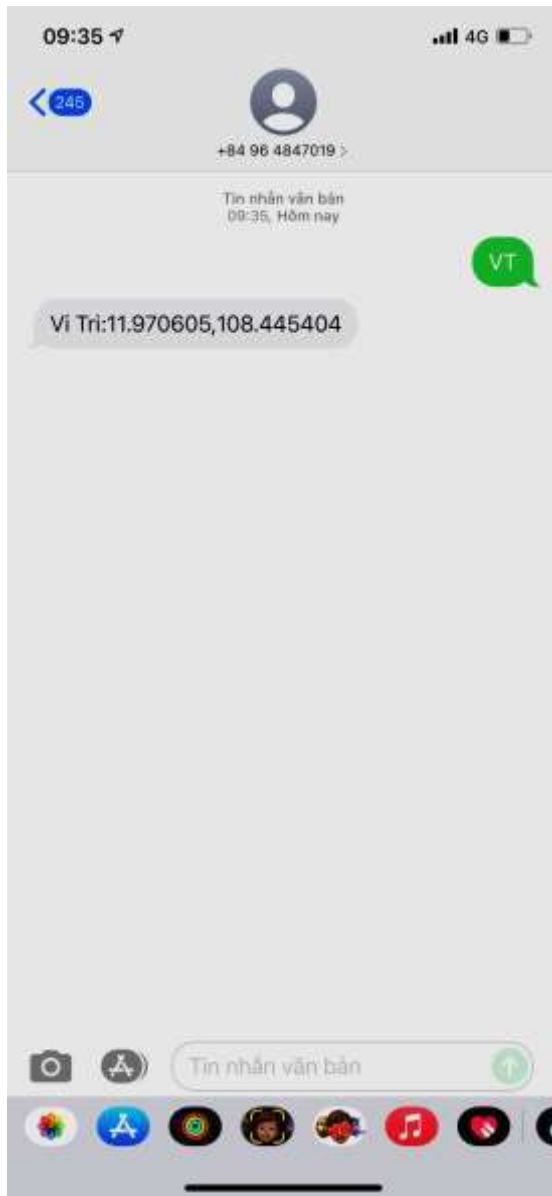 09:35
4G
245
+84 96 4847019 >
Tin nhắn văn bản
09:35, Hôm nay
VT
Vi Tri:11.970605,108.445404
Tin nhắn văn bản